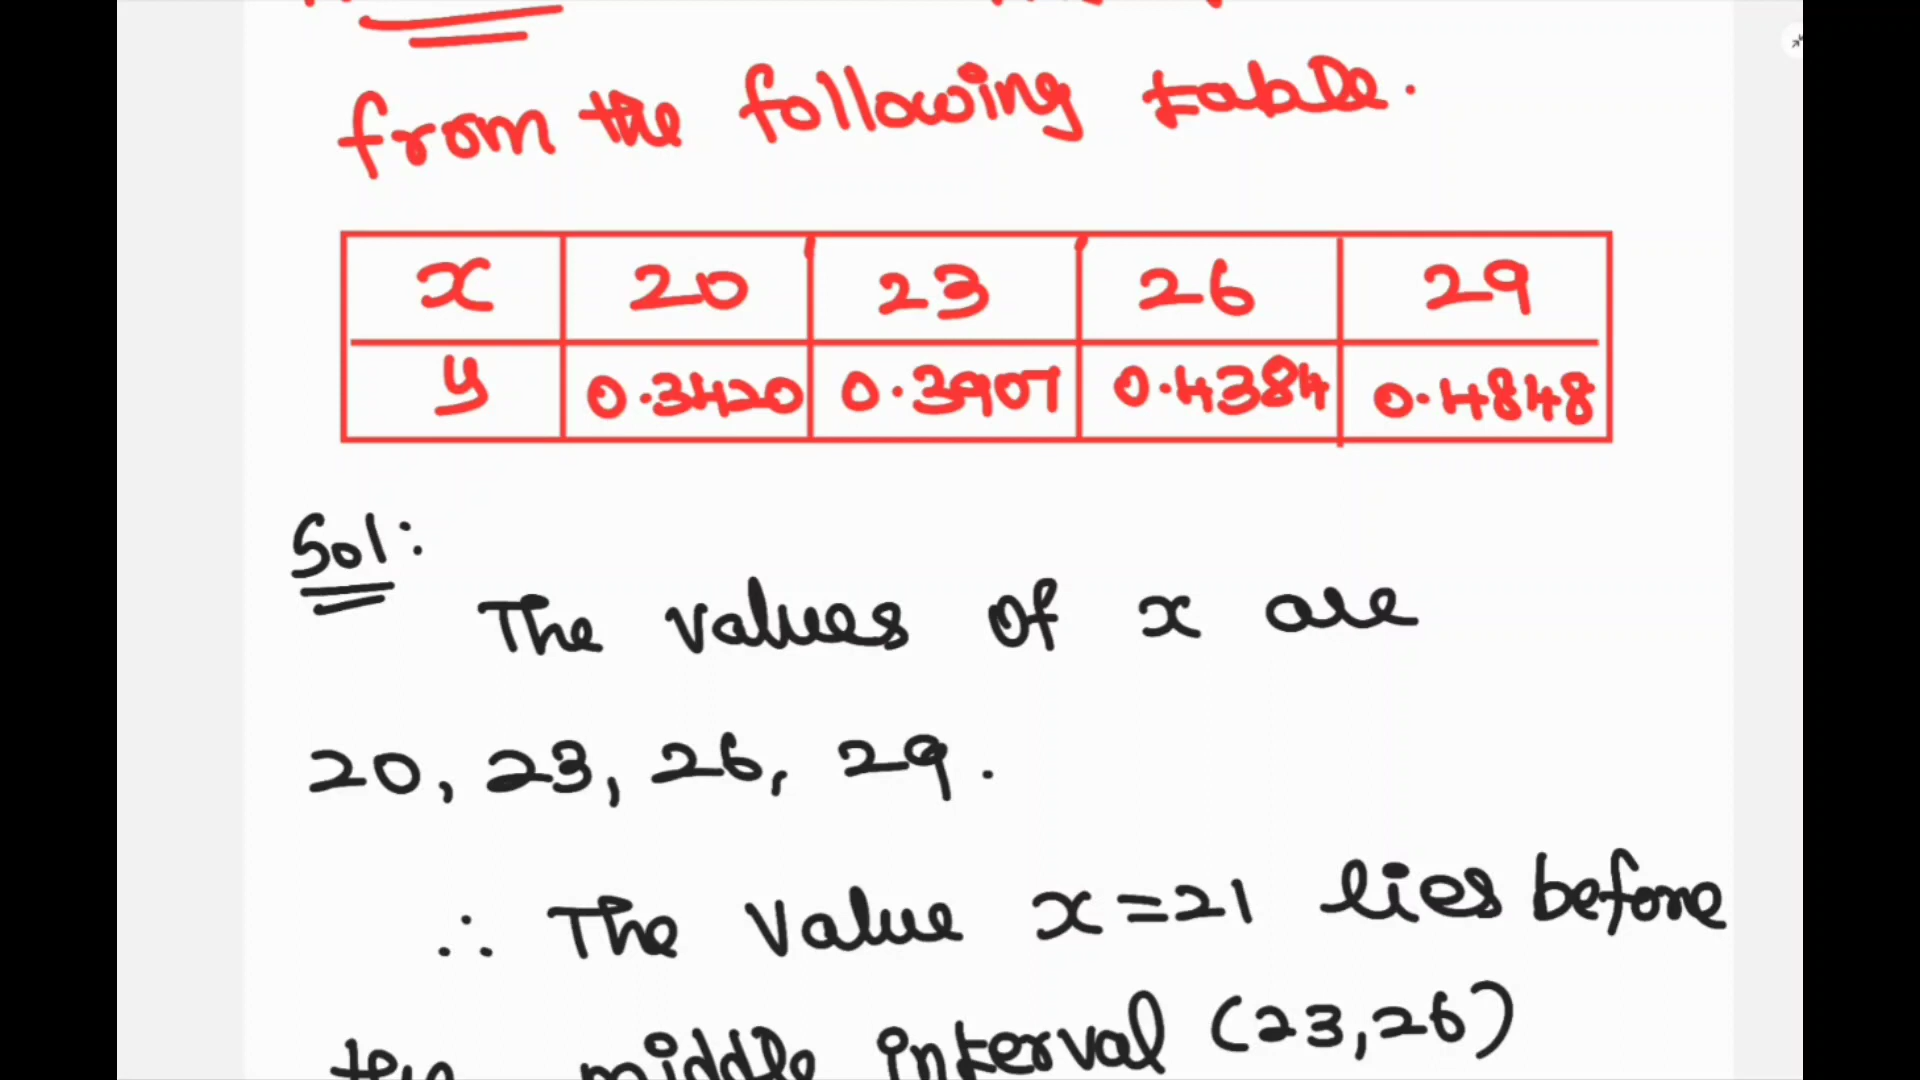 from the following table.
x 20 23 26 29
y 0.3420 0.3907 0.4384 0.4848
Sol:
The values of x are
20, 23, 26, 29.
∴ The value x=21 lies before
middle interval (23,26)